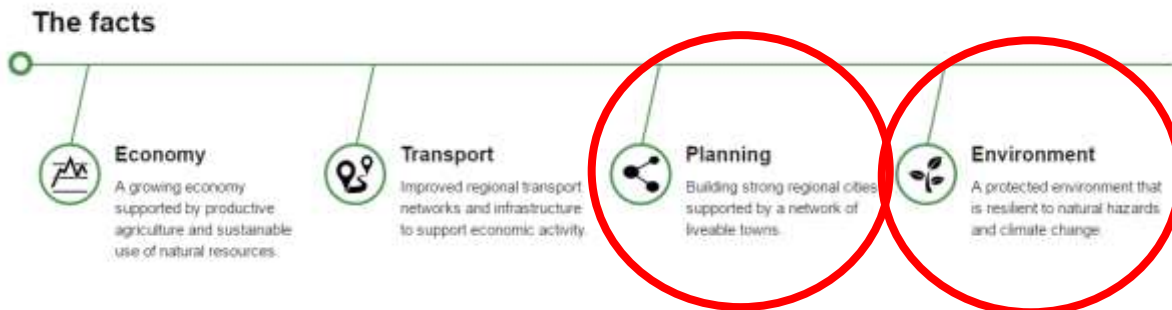 The facts
Economy
A growing economy
supported by productive
agriculture and sustainable
use of natural resources.
Transport
Improved regional transport
networks and infrastructure
to support economic activity.
Planning
Building strong regional cities
supported by a network of
liveable towns.
Environment
A protected environment that
is resilient to natural hazards
and climate change.